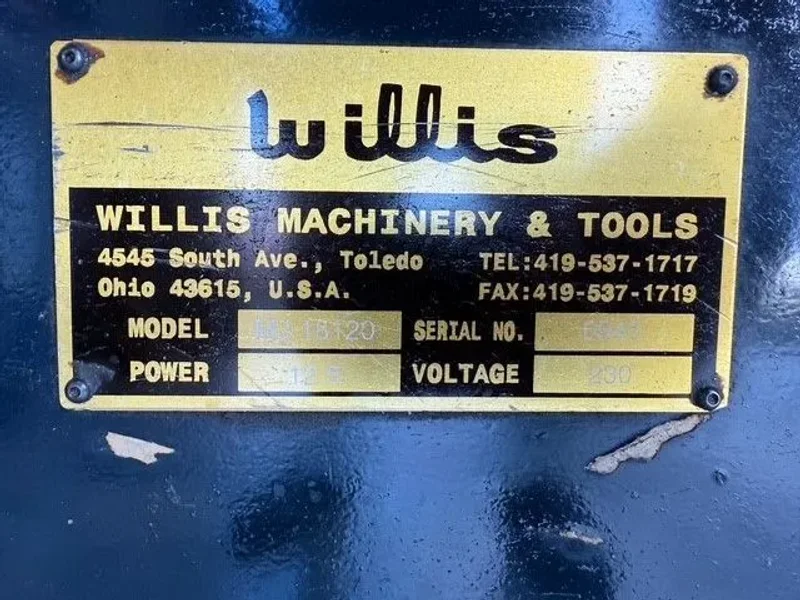 Willis
WILLIS MACHINERY & TOOLS
4545 South Ave., Toledo TEL:419-537-1717
Ohio 43615, U.S.A. FAX:419-537-1719
MODEL 18120 SERIAL NO.
POWER VOLTAGE 230